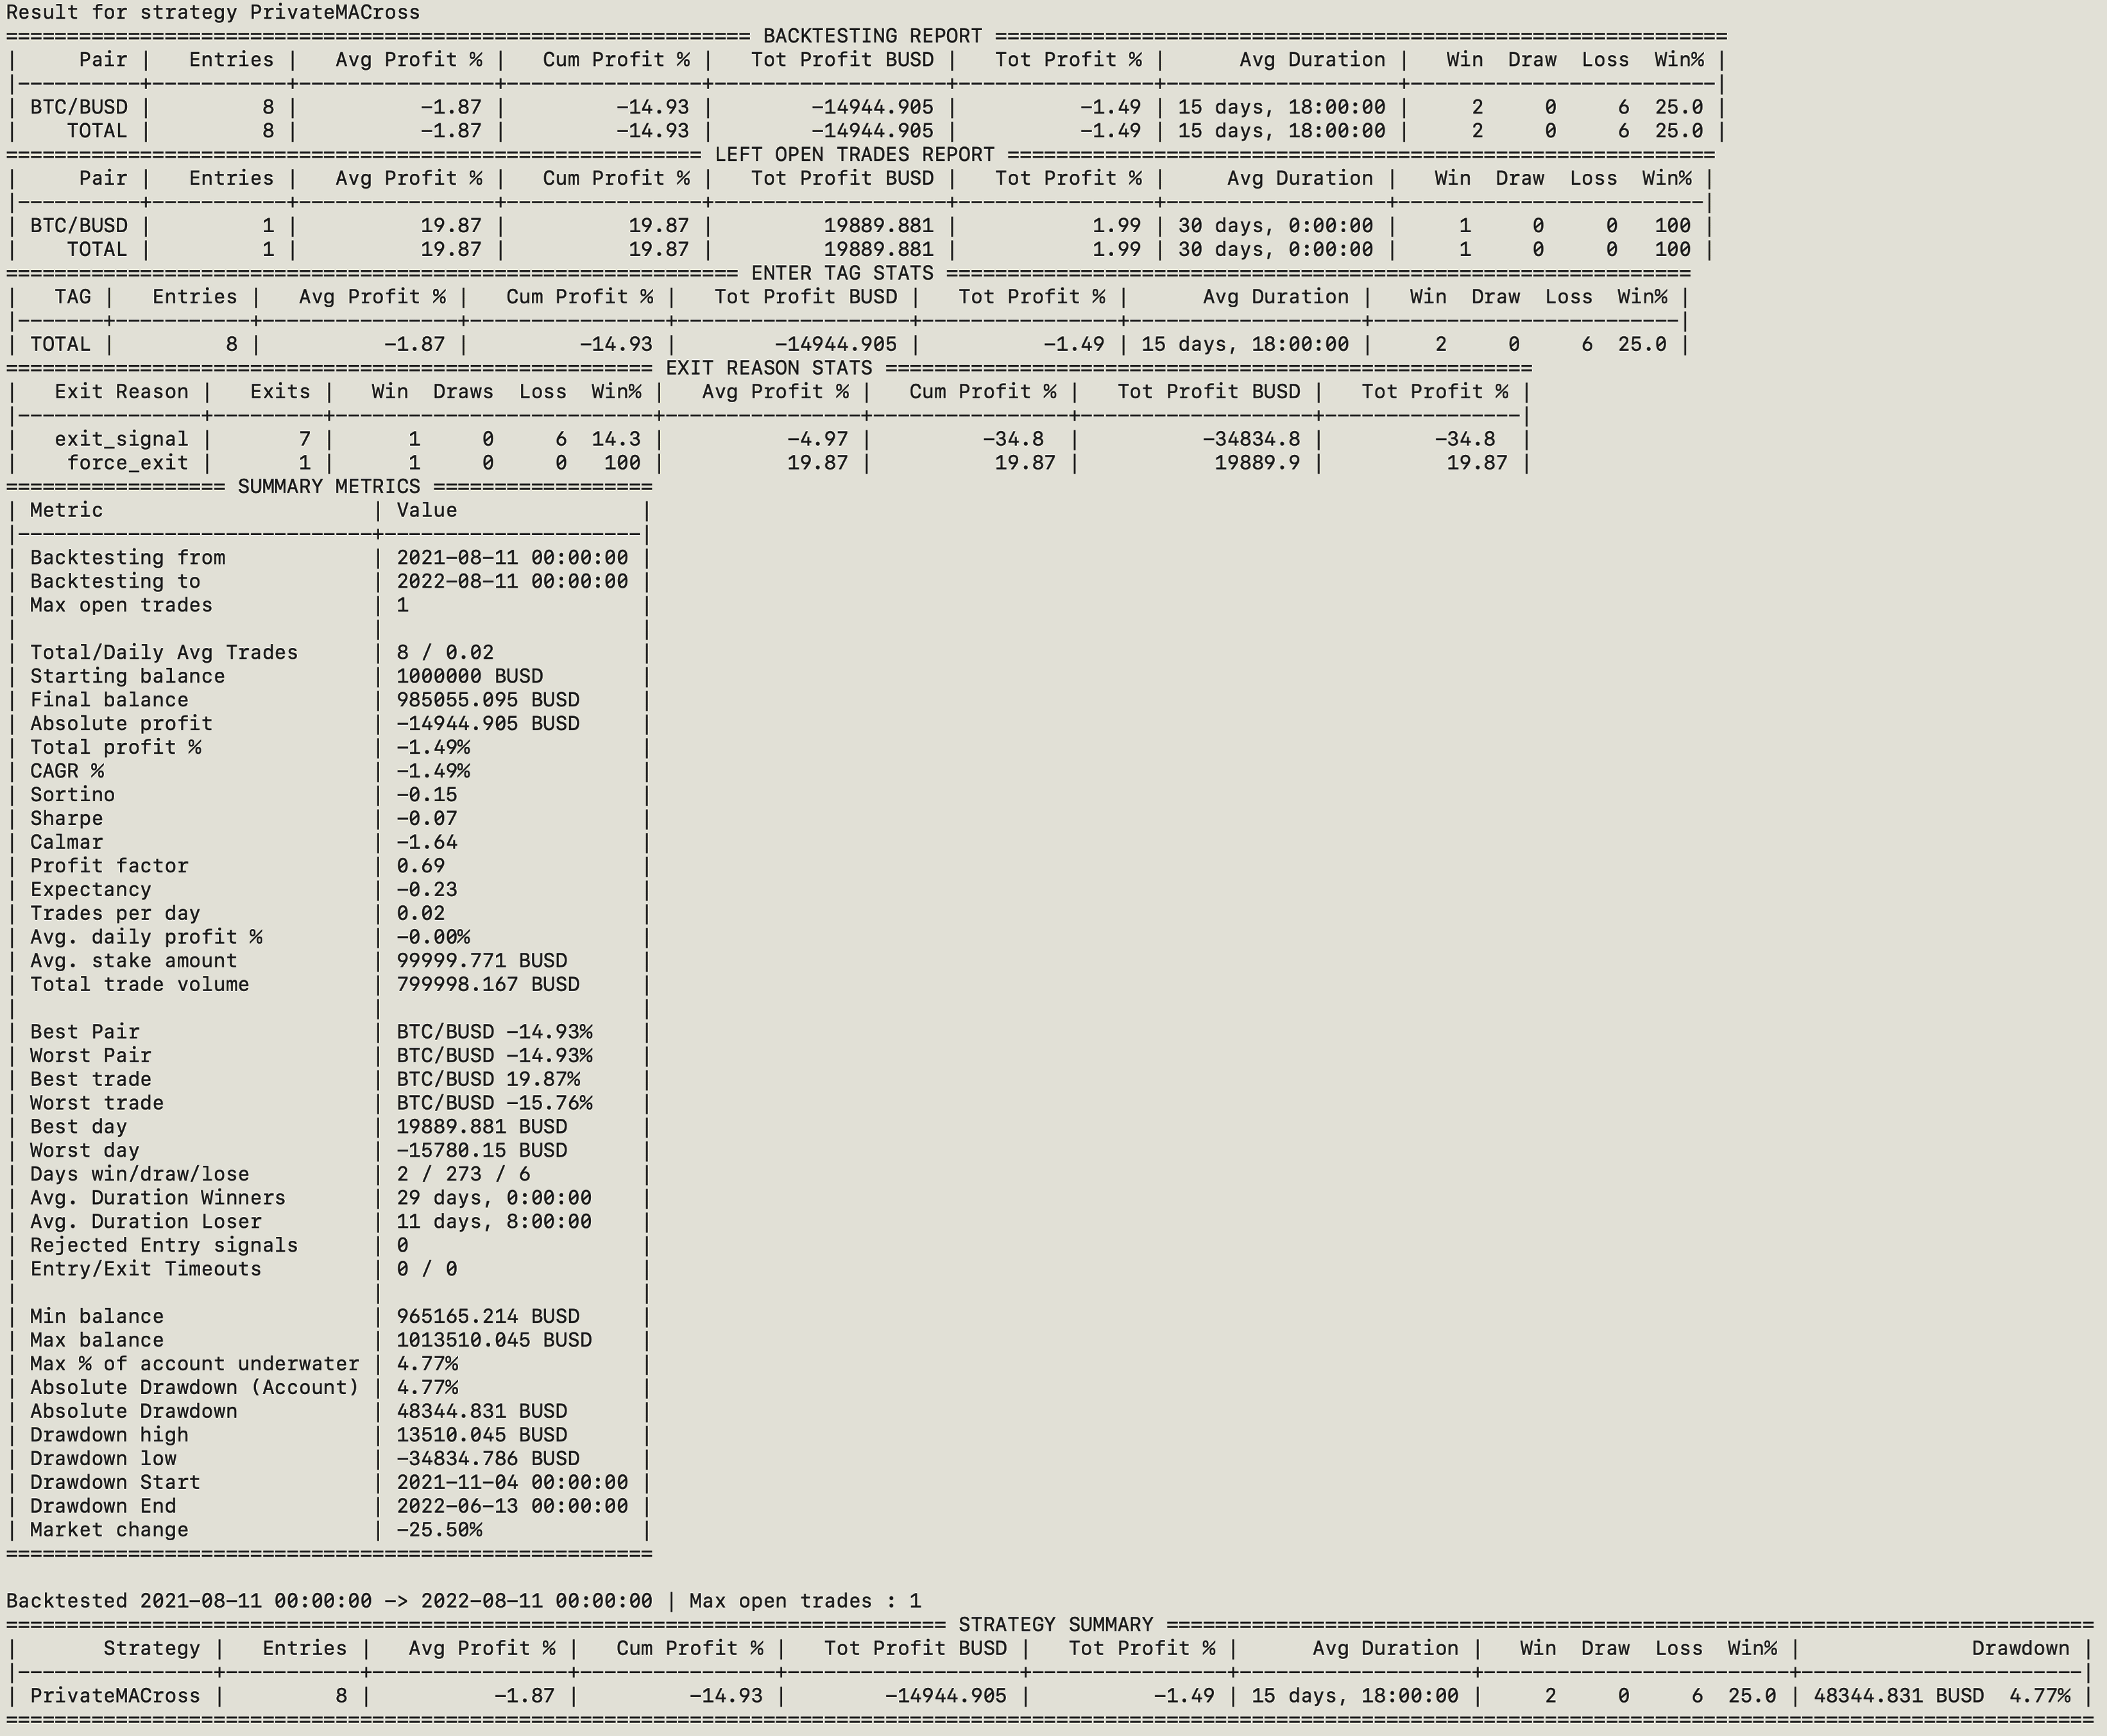 Result for strategy PrivateMACross
============================================================= BACKTESTING REPORT ============================================================
|     Pair |   Entries |   Avg Profit % |   Cum Profit % |   Tot Profit BUSD |   Tot Profit % |      Avg Duration |   Win  Draw  Loss  Win% |
|----------+-----------+----------------+----------------+-------------------+----------------+-------------------+-------------------------|
| BTC/BUSD |         8 |          -1.87 |         -14.93 |        -14944.905 |          -1.49 | 15 days, 18:00:00 |     2     0     6  25.0 |
|    TOTAL |         8 |          -1.87 |         -14.93 |        -14944.905 |          -1.49 | 15 days, 18:00:00 |     2     0     6  25.0 |
========================================================= LEFT OPEN TRADES REPORT ==========================================================
|     Pair |   Entries |   Avg Profit % |   Cum Profit % |   Tot Profit BUSD |   Tot Profit % |     Avg Duration |   Win  Draw  Loss  Win% |
|----------+-----------+----------------+----------------+-------------------+----------------+------------------+-------------------------|
| BTC/BUSD |         1 |          19.87 |          19.87 |         19889.881 |           1.99 | 30 days, 0:00:00 |     1     0     0   100 |
|    TOTAL |         1 |          19.87 |          19.87 |         19889.881 |           1.99 | 30 days, 0:00:00 |     1     0     0   100 |
============================================================ ENTER TAG STATS =============================================================
|   TAG |   Entries |   Avg Profit % |   Cum Profit % |   Tot Profit BUSD |   Tot Profit % |      Avg Duration |   Win  Draw  Loss  Win% |
|-------+-----------+----------------+----------------+-------------------+----------------+-------------------+-------------------------|
| TOTAL |         8 |          -1.87 |         -14.93 |        -14944.905 |          -1.49 | 15 days, 18:00:00 |     2     0     6  25.0 |
===================================================== EXIT REASON STATS =====================================================
|   Exit Reason |   Exits |   Win  Draws  Loss  Win% |   Avg Profit % |   Cum Profit % |   Tot Profit BUSD |   Tot Profit % |
|---------------+---------+--------------------------+----------------+----------------+-------------------+----------------|
|   exit_signal |       7 |     1      0     6  14.3 |          -4.97 |         -34.8  |          -34834.8 |         -34.8  |
|    force_exit |       1 |     1      0     0   100 |          19.87 |          19.87 |           19889.9 |          19.87 |
================== SUMMARY METRICS ==================
| Metric                      | Value               |
|-----------------------------+---------------------|
| Backtesting from            | 2021-08-11 00:00:00 |
| Backtesting to              | 2022-08-11 00:00:00 |
| Max open trades             | 1                   |
|                             |                     |
| Total/Daily Avg Trades      | 8 / 0.02            |
| Starting balance            | 1000000 BUSD        |
| Final balance               | 985055.095 BUSD     |
| Absolute profit             | -14944.905 BUSD     |
| Total profit %              | -1.49%              |
| CAGR %                      | -1.49%              |
| Sortino                     | -0.15               |
| Sharpe                      | -0.07               |
| Calmar                      | -1.64               |
| Profit factor               | 0.69                |
| Expectancy                  | -0.23               |
| Trades per day              | 0.02                |
| Avg. daily profit %         | -0.00%              |
| Avg. stake amount           | 99999.771 BUSD      |
| Total trade volume          | 799998.167 BUSD     |
|                             |                     |
| Best Pair                   | BTC/BUSD -14.93%    |
| Worst Pair                  | BTC/BUSD -14.93%    |
| Best trade                  | BTC/BUSD 19.87%     |
| Worst trade                 | BTC/BUSD -15.76%    |
| Best day                    | 19889.881 BUSD      |
| Worst day                   | -15780.15 BUSD      |
| Days win/draw/lose          | 2 / 273 / 6         |
| Avg. Duration Winners       | 29 days, 0:00:00    |
| Avg. Duration Loser         | 11 days, 8:00:00    |
| Rejected Entry signals      | 0                   |
| Entry/Exit Timeouts         | 0 / 0               |
|                             |                     |
| Min balance                 | 965165.214 BUSD     |
| Max balance                 | 1013510.045 BUSD    |
| Max % of account underwater | 4.77%               |
| Absolute Drawdown (Account) | 4.77%               |
| Absolute Drawdown           | 48344.831 BUSD      |
| Drawdown high               | 13510.045 BUSD      |
| Drawdown low                | -34834.786 BUSD     |
| Drawdown Start              | 2021-11-04 00:00:00 |
| Drawdown End                | 2022-06-13 00:00:00 |
| Market change               | -25.50%             |
=====================================================
Backtested 2021-08-11 00:00:00 -> 2022-08-11 00:00:00 | Max open trades : 1
============================================================================= STRATEGY SUMMARY ============================================================================
|       Strategy |   Entries |   Avg Profit % |   Cum Profit % |   Tot Profit BUSD |   Tot Profit % |      Avg Duration |   Win  Draw  Loss  Win% |              Drawdown |
|----------------+-----------+----------------+----------------+-------------------+----------------+-------------------+-------------------------+-----------------------|
| PrivateMACross |         8 |          -1.87 |         -14.93 |        -14944.905 |          -1.49 | 15 days, 18:00:00 |     2     0     6  25.0 | 48344.831 BUSD  4.77% |
===========================================================================================================================================================================